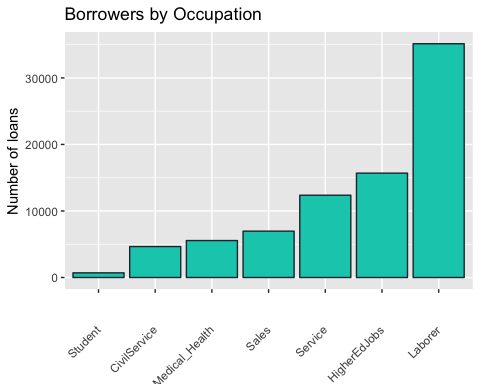 Borrowers by Occupation
Number of loans
30000
20000
10000
0
Student
CivilService
Medical_Health
Sales
Service
HigherEdJobs
Laborer